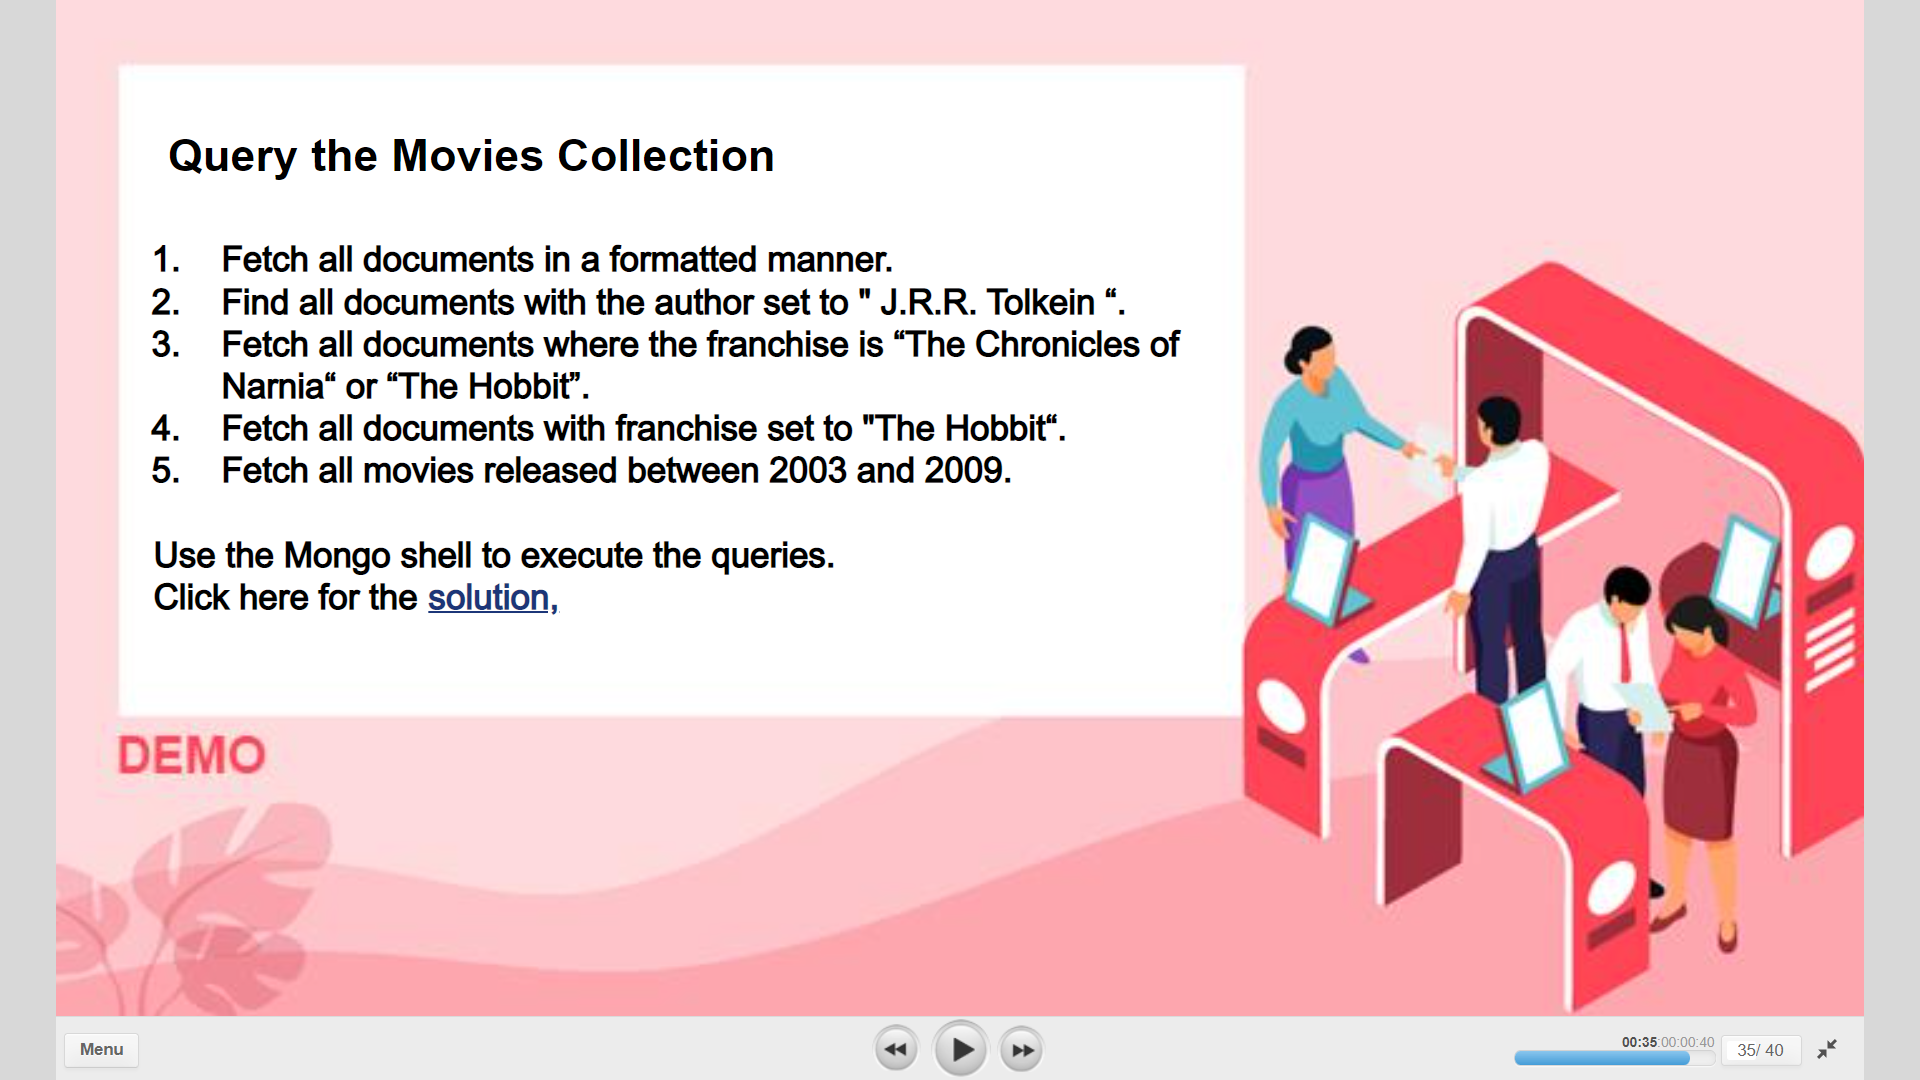 Query the Movies Collection
1. Fetch all documents in a formatted manner.
2. Find all documents with the author set to " J.R.R. Tolkein “.
3. Fetch all documents where the franchise is “The Chronicles of
Narnia“ or “The Hobbit”.
4. Fetch all documents with franchise set to "The Hobbit“.
5. Fetch all movies released between 2003 and 2009.
Use the Mongo shell to execute the queries.
Click here for the solution,
DEMO
Menu
00:35:00:00:40
35/ 40